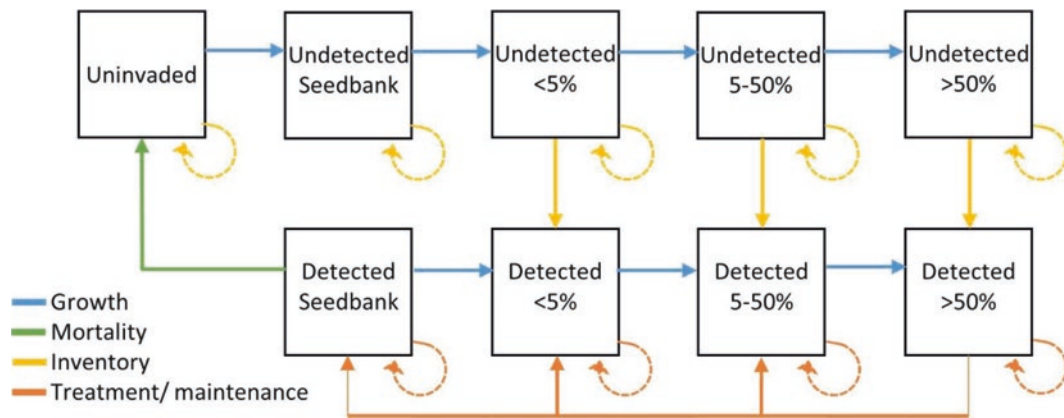 Uninvaded
Undetected
Seedbank
Undetected
<5%
Undetected
5-50%
Undetected
>50%
Detected
Seedbank
Detected
<5%
Detected
5-50%
Detected
>50%
Growth
Mortality
Inventory
Treatment/ maintenance